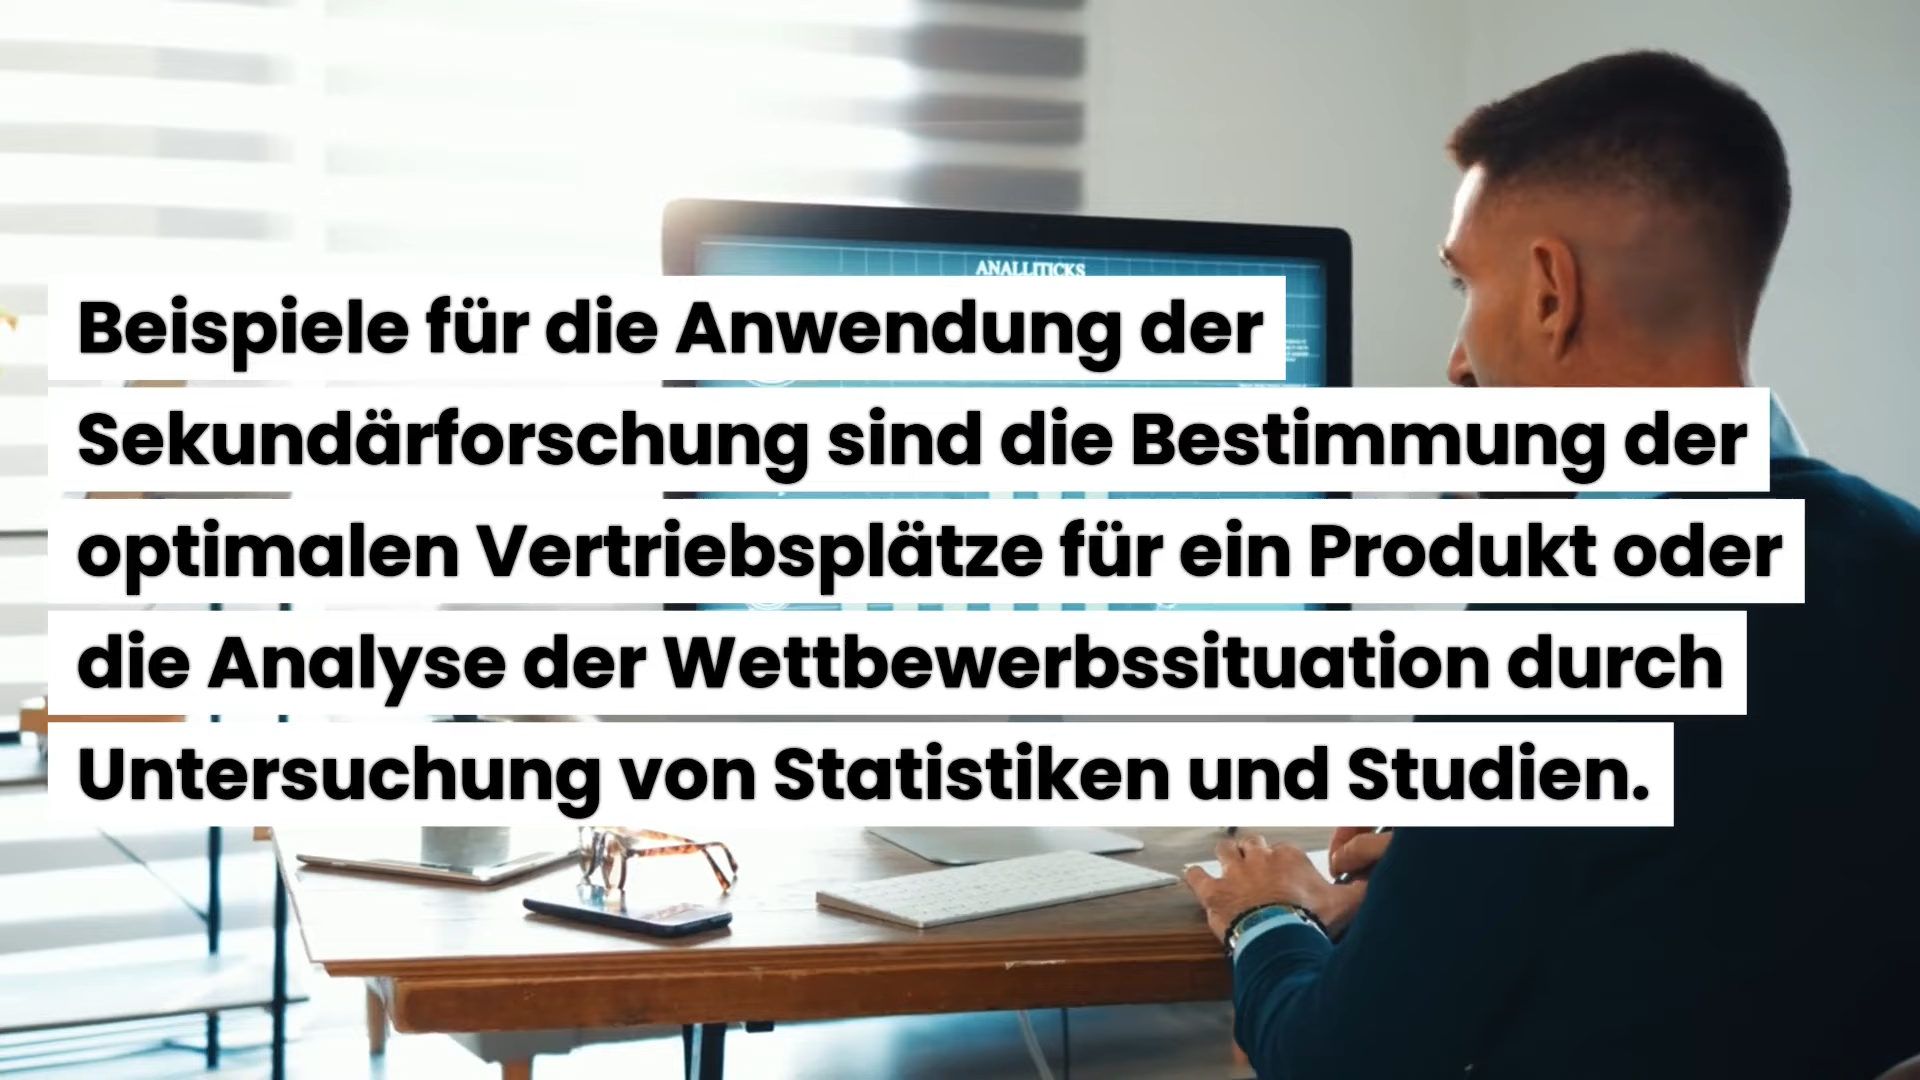 ANALLITICKS
Beispiele für die Anwendung der
Sekundärforschung sind die Bestimmung der
optimalen Vertriebsplätze für ein Produkt oder
die Analyse der Wettbewerbssituation durch
Untersuchung von Statistiken und Studien.